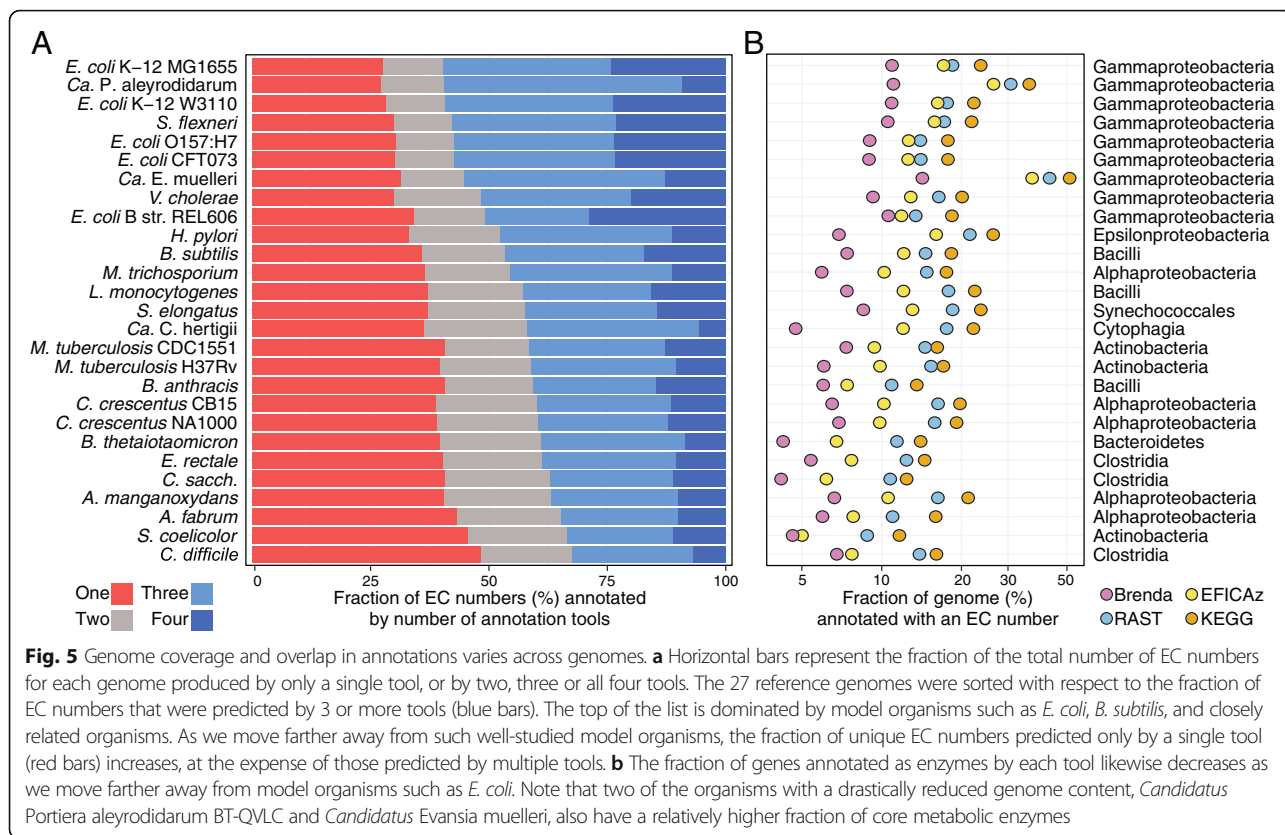 A
E. coli K−12 MG1655
Ca. P. aleyrodidarum
E. coli K−12 W3110
S. flexneri
E. coli O157:H7
E. coli CFT073
Ca. E. muelleri
V. cholerae
E. coli B str. REL606
H. pylori
B. subtilis
M. trichosporium
L. monocytogenes
S. elongatus
Ca. C. hertigii
M. tuberculosis CDC1551
M. tuberculosis H37Rv
B. anthracis
C. crescentus CB15
C. crescentus NA1000
B. thetaiotaomicron
E. rectale
C. sacch.
A. manganoxydans
A. fabrum
S. coelicolor
C. difficile
0 25 50 75 100
Fraction of EC numbers (%) annotated
by number of annotation tools
One Three
Two Four
B
Gammaproteobacteria
Gammaproteobacteria
Gammaproteobacteria
Gammaproteobacteria
Gammaproteobacteria
Gammaproteobacteria
Gammaproteobacteria
Gammaproteobacteria
Gammaproteobacteria
Epsilonproteobacteria
Bacilli
Alphaproteobacteria
Bacilli
Synechococcales
Cytophagia
Actinobacteria
Actinobacteria
Bacilli
Alphaproteobacteria
Alphaproteobacteria
Bacteroidetes
Clostridia
Clostridia
Alphaproteobacteria
Alphaproteobacteria
Actinobacteria
Clostridia
5 10 20 30 50
Fraction of genome (%)
annotated with an EC number
Brenda EFICAz
RAST KEGG
Fig. 5 Genome coverage and overlap in annotations varies across genomes. a Horizontal bars represent the fraction of the total number of EC numbers
for each genome produced by only a single tool, or by two, three or all four tools. The 27 reference genomes were sorted with respect to the fraction of
EC numbers that were predicted by 3 or more tools (blue bars). The top of the list is dominated by model organisms such as E. coli, B. subtilis, and closely
related organisms. As we move farther away from such well-studied model organisms, the fraction of unique EC numbers predicted only by a single tool
(red bars) increases, at the expense of those predicted by multiple tools. b The fraction of genes annotated as enzymes by each tool likewise decreases as
we move farther away from model organisms such as E. coli. Note that two of the organisms with a drastically reduced genome content, Candidatus
Portiera aleyrodidarum BT-QVLC and Candidatus Evansia muelleri, also have a relatively higher fraction of core metabolic enzymes